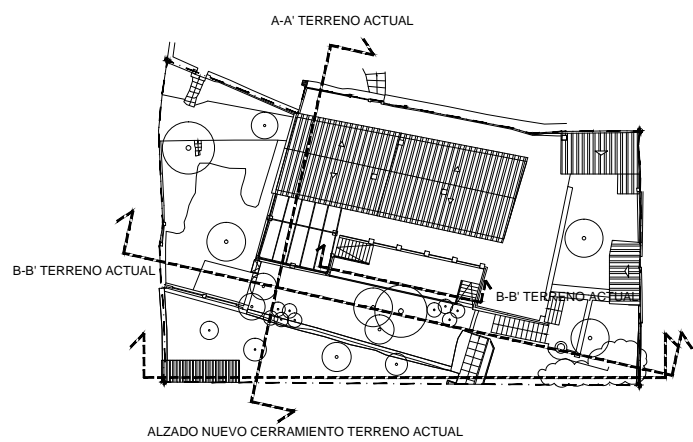 A-A' TERRENO ACTUAL
B-B' TERRENO ACTUAL
B-B' TERRENO ACTUAL
ALZADO NUEVO CERRAMIENTO TERRENO ACTUAL